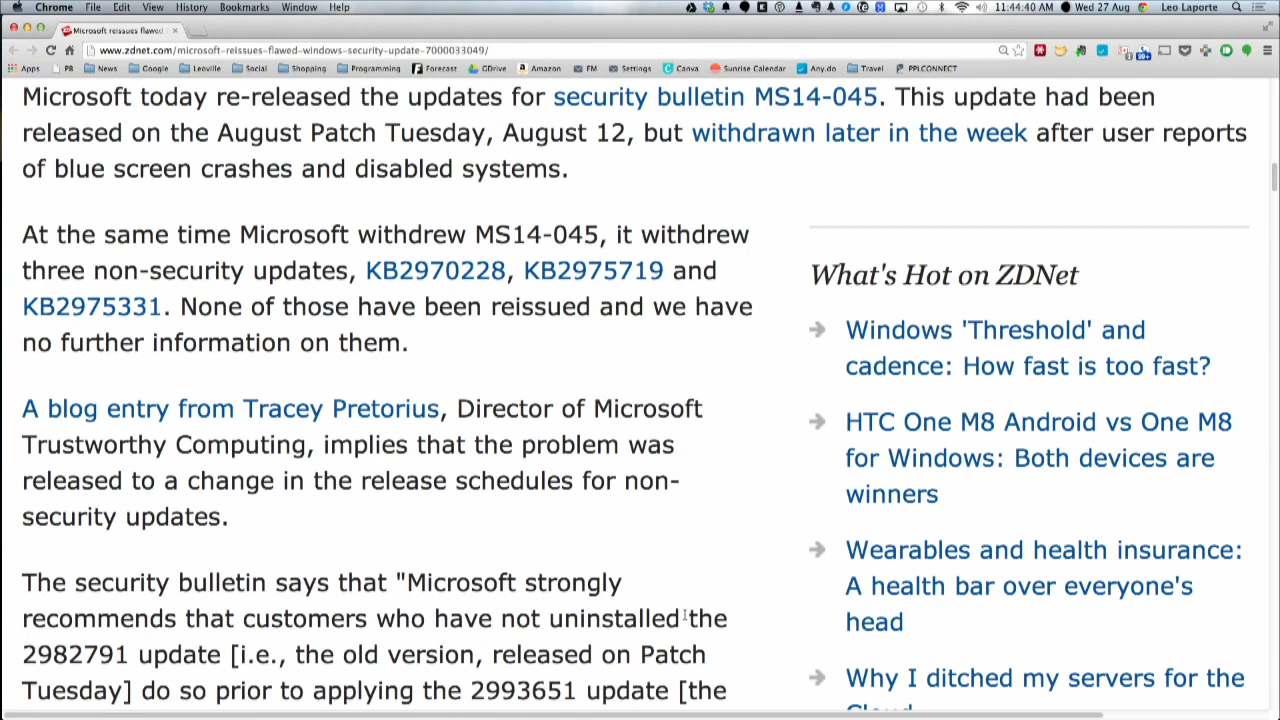 Chrome File Edit View History Bookmarks Window Help
11:44:40 AM Wed 27 Aug Leo Laporte
Microsoft reissues flawed
www.zdnet.com/microsoft-reissues-flawed-windows-security-update-7000033049/
Apps PB News Google Leoville Social Shopping Programming Forecast GDrive Amazon FM Settings Canva Sunrise Calendar Any.do Travel PPLCONNECT
Microsoft today re-released the updates for security bulletin MS14-045. This update had been
released on the August Patch Tuesday, August 12, but withdrawn later in the week after user reports
of blue screen crashes and disabled systems.
At the same time Microsoft withdrew MS14-045, it withdrew
three non-security updates, KB2970228, KB2975719 and
KB2975331. None of those have been reissued and we have
no further information on them.
A blog entry from Tracey Pretorius, Director of Microsoft
Trustworthy Computing, implies that the problem was
released to a change in the release schedules for non-
security updates.
The security bulletin says that "Microsoft strongly
recommends that customers who have not uninstalled the
2982791 update [i.e., the old version, released on Patch
Tuesday] do so prior to applying the 2993651 update [the
What's Hot on ZDNet
Windows 'Threshold' and
cadence: How fast is too fast?
HTC One M8 Android vs One M8
for Windows: Both devices are
winners
Wearables and health insurance:
A health bar over everyone's
head
Why I ditched my servers for the
Cloud